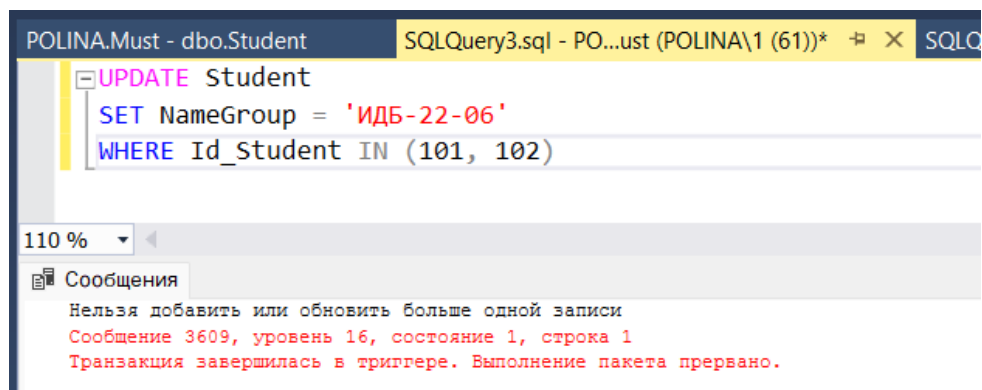 POLINA.Must - dbo.Student SQLQuery3.sql - PO...ust (POLINA\1 (61))* SQLQ
UPDATE Student
SET NameGroup = 'ИДБ-22-06'
WHERE Id_Student IN (101, 102)
110 %
Сообщения
Нельзя добавить или обновить больше одной записи
Сообщение 3609, уровень 16, состояние 1, строка 1
Транзакция завершилась в триггере. Выполнение пакета прервано.